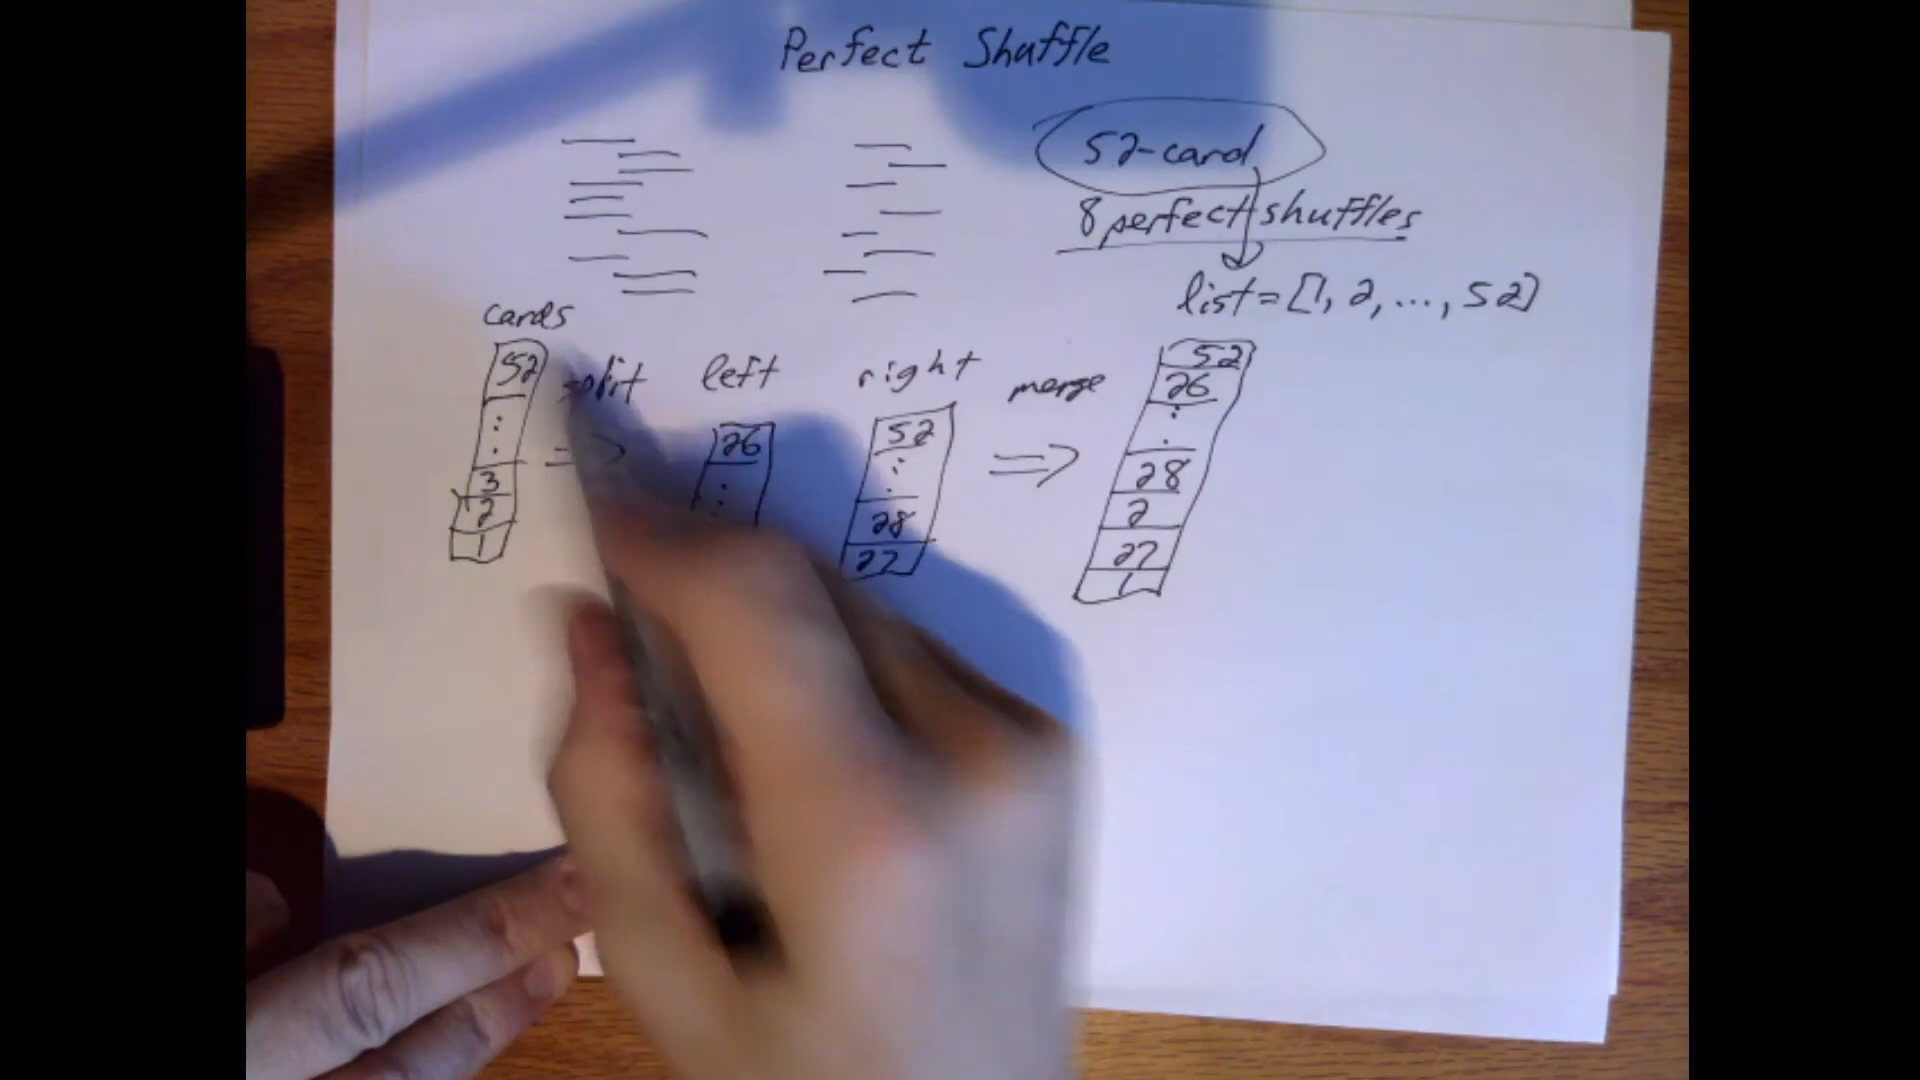 Perfect Shuffle
52-card
8 perfect shuffles
list = [1, 2, ..., 52]
cards
split
left
right
merge
52
⋮
3
2
1
=>
26
⋮
52
⋮
28
27
=>
52
26
⋮
28
2
27
1